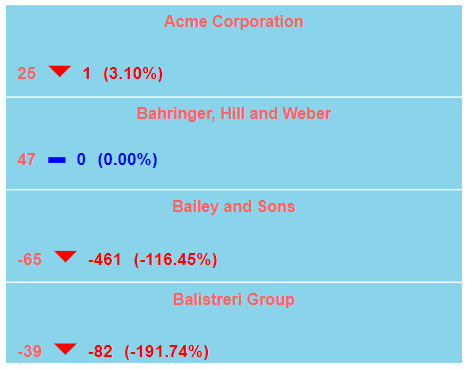 Acme Corporation
25 1 (3.10%)
Bahringer, Hill and Weber
47 0 (0.00%)
Bailey and Sons
-65 -461 (-116.45%)
Balistreri Group
-39 -82 (-191.74%)